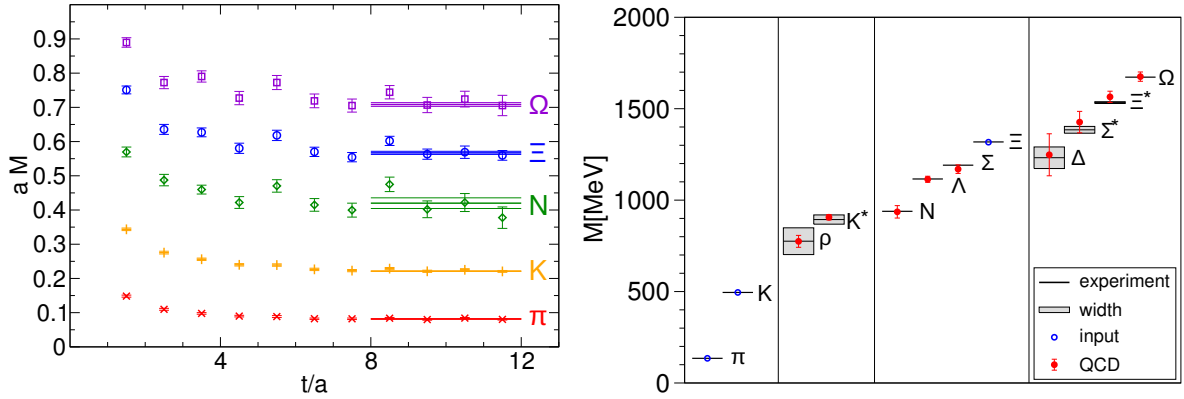 a M
0.9
0.8
0.7
0.6
0.5
0.4
0.3
0.2
0.1
0
Ω
Ξ
N
K
π
4
8
12
t/a
M[MeV]
2000
1500
1000
500
0
π
K
ρ
K*
N
Λ
Σ
Ξ
Δ
Σ*
Ξ*
Ω
experiment
width
input
QCD